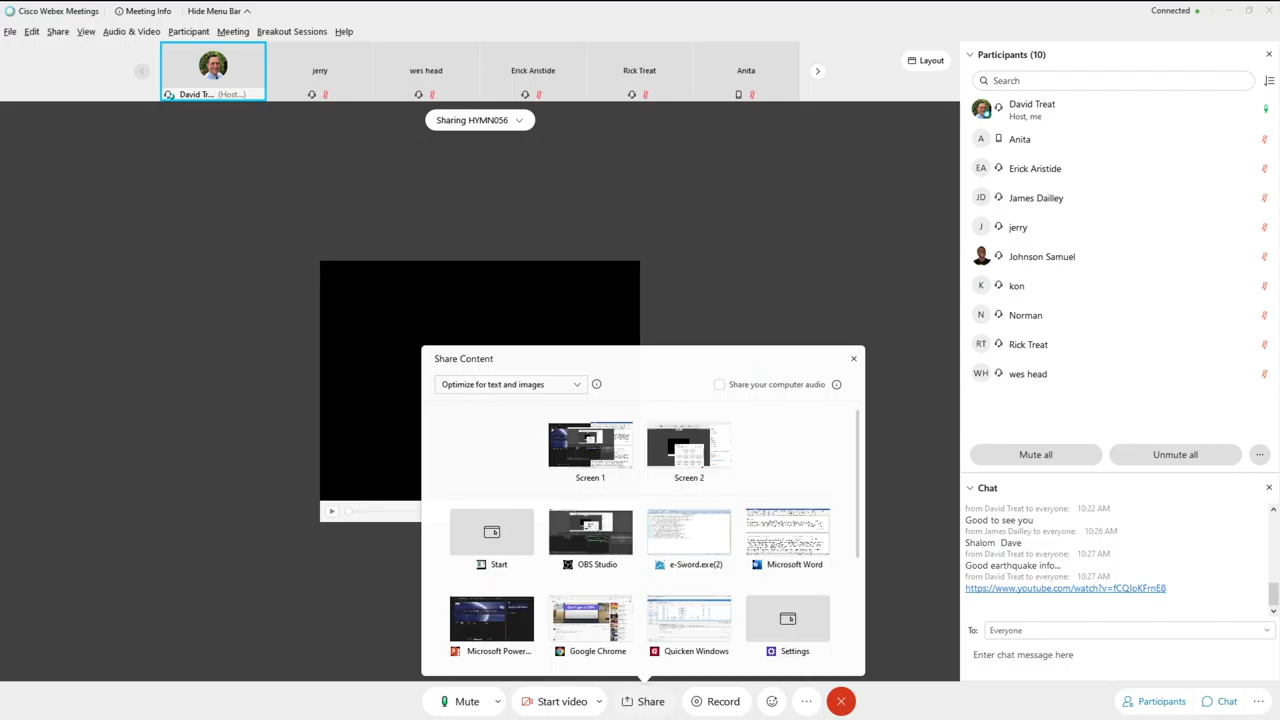 Cisco Webex Meetings
Meeting Info
Hide Menu Bar
Connected
File Edit Share View Audio & Video Participant Meeting Breakout Sessions Help
David Tr... (Host...)
jerry
wes head
Erick Aristide
Rick Treat
Anita
Layout
Sharing HYMN056
Participants (10)
Search
David Treat
Host, me
A Anita
EA Erick Aristide
JD James Dailley
J jerry
Johnson Samuel
K kon
N Norman
RT Rick Treat
WH wes head
Mute all
Unmute all
Share Content
Optimize for text and images
Share your computer audio
Screen 1
Screen 2
Start
OBS Studio
e-Sword.exe(2)
Microsoft Word
Microsoft Power...
Google Chrome
Quicken Windows
Settings
Chat
from David Treat to everyone: 10:22 AM
Good to see you
from James Dailley to everyone: 10:26 AM
Shalom Dave
from David Treat to everyone: 10:27 AM
Good earthquake info...
from David Treat to everyone: 10:27 AM
https://www.youtube.com/watch?v=fCQIoKFrnE8
To: Everyone
Enter chat message here
Mute
Start video
Share
Record
Participants
Chat